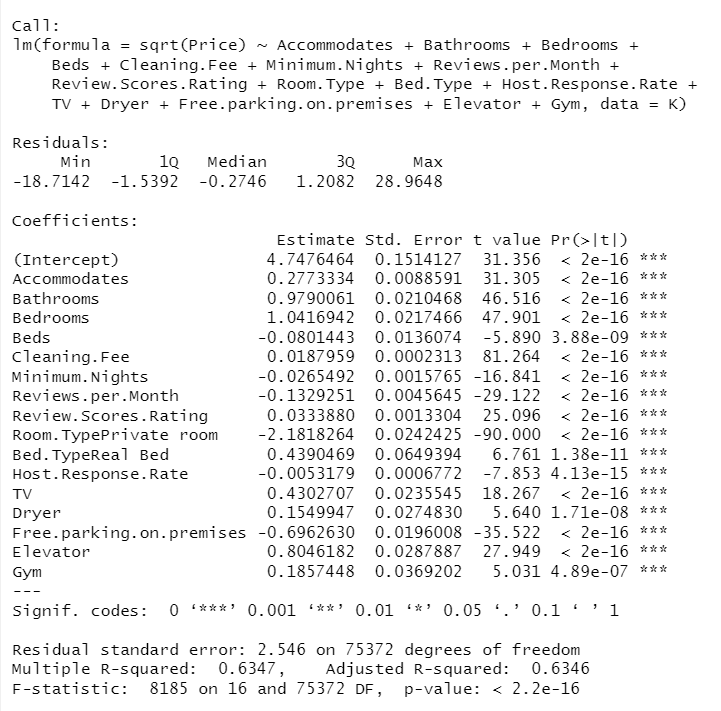 Call:
lm(formula = sqrt(Price) ~ Accommodates + Bathrooms + Bedrooms +
    Beds + Cleaning.Fee + Minimum.Nights + Reviews.per.Month +
    Review.Scores.Rating + Room.Type + Bed.Type + Host.Response.Rate +
    TV + Dryer + Free.parking.on.premises + Elevator + Gym, data = K)
Residuals:
     Min       1Q   Median       3Q      Max
-18.7142  -1.5392  -0.2746   1.2082  28.9648
Coefficients:
                           Estimate Std. Error t value Pr(>|t|)
(Intercept)               4.7476464  0.1514127  31.356  < 2e-16 ***
Accommodates              0.2773334  0.0088591  31.305  < 2e-16 ***
Bathrooms                 0.9790061  0.0210468  46.516  < 2e-16 ***
Bedrooms                  1.0416942  0.0217466  47.901  < 2e-16 ***
Beds                     -0.0801443  0.0136074  -5.890 3.88e-09 ***
Cleaning.Fee              0.0187959  0.0002313  81.264  < 2e-16 ***
Minimum.Nights           -0.0265492  0.0015765 -16.841  < 2e-16 ***
Reviews.per.Month        -0.1329251  0.0045645 -29.122  < 2e-16 ***
Review.Scores.Rating      0.0333880  0.0013304  25.096  < 2e-16 ***
Room.TypePrivate room    -2.1818264  0.0242425 -90.000  < 2e-16 ***
Bed.TypeReal Bed          0.4390469  0.0649394   6.761 1.38e-11 ***
Host.Response.Rate       -0.0053179  0.0006772  -7.853 4.13e-15 ***
TV                        0.4302707  0.0235545  18.267  < 2e-16 ***
Dryer                     0.1549947  0.0274830   5.640 1.71e-08 ***
Free.parking.on.premises -0.6962630  0.0196008 -35.522  < 2e-16 ***
Elevator                  0.8046182  0.0287887  27.949  < 2e-16 ***
Gym                       0.1857448  0.0369202   5.031 4.89e-07 ***
---
Signif. codes:  0 ‘***’ 0.001 ‘**’ 0.01 ‘*’ 0.05 ‘.’ 0.1 ‘ ’ 1
Residual standard error: 2.546 on 75372 degrees of freedom
Multiple R-squared:  0.6347,    Adjusted R-squared:  0.6346
F-statistic:  8185 on 16 and 75372 DF,  p-value: < 2.2e-16